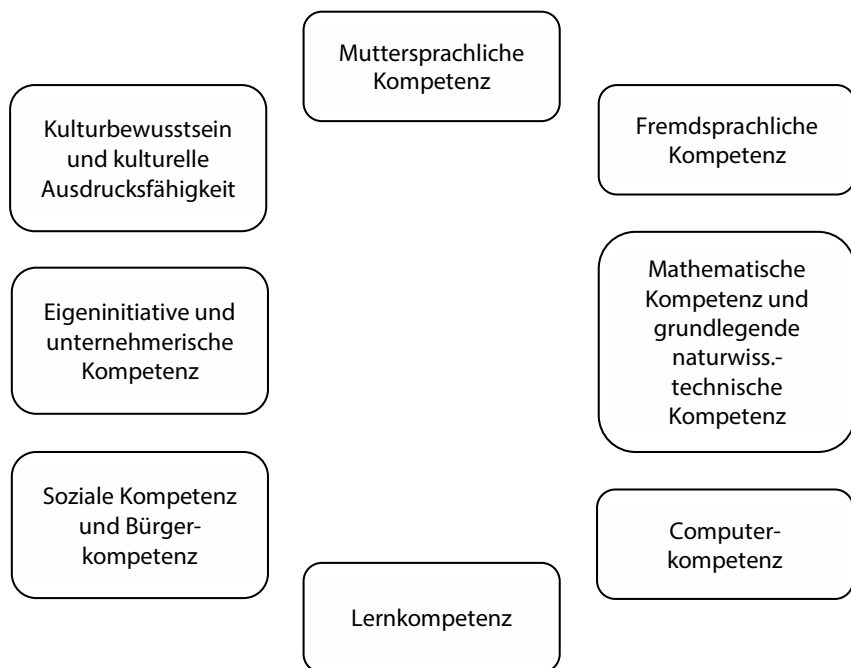 Muttersprachliche
Kompetenz
Fremdsprachliche
Kompetenz
Mathematische
Kompetenz und
grundlegende
naturwiss.-
technische
Kompetenz
Computer-
kompetenz
Lernkompetenz
Soziale Kompetenz
und Bürger-
kompetenz
Eigeninitiative und
unternehmerische
Kompetenz
Kulturbewusstsein
und kulturelle
Ausdrucksfähigkeit